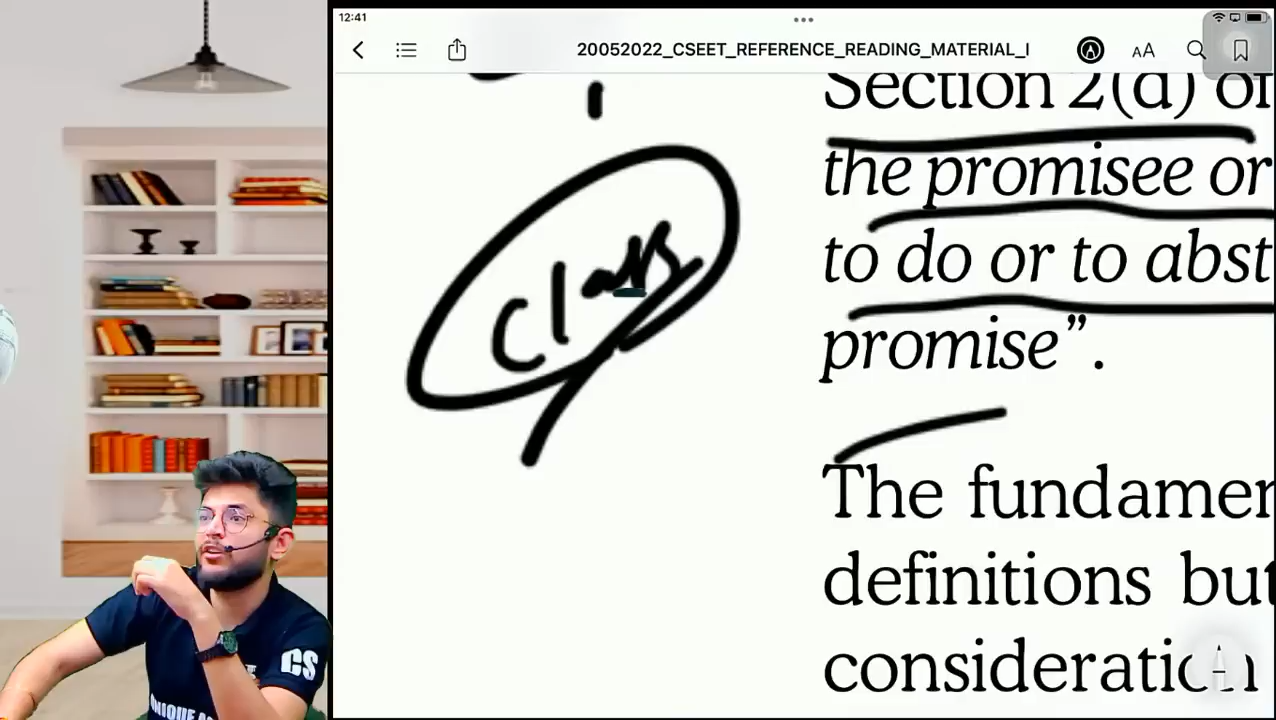 12:41
20052022_CSEET_REFERENCE_READING_MATERIAL_I
AA
Section 2(d) of
the promisee or
to do or to abst
promise”.
Class
The fundamen
definitions but
consideration
CS
UNIQUE A